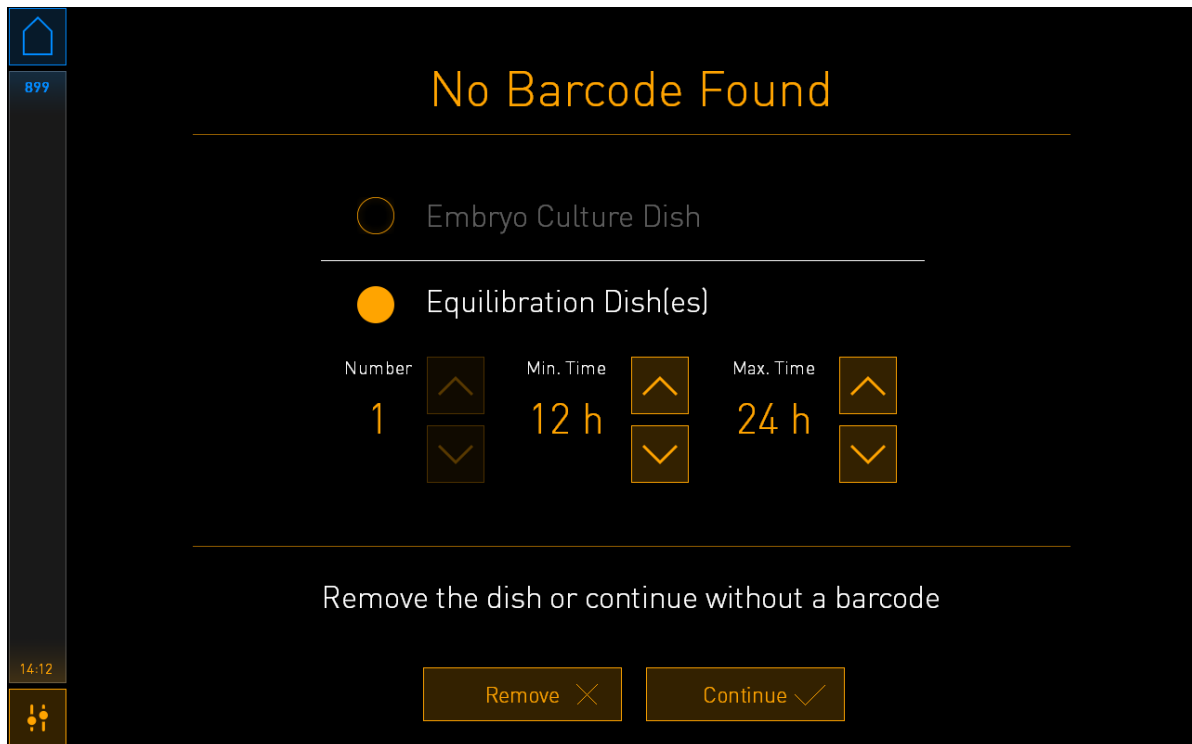 899
No Barcode Found
Embryo Culture Dish
Equilibration Dish(es)
Number Min. Time Max. Time
1 12 h 24 h
Remove the dish or continue without a barcode
14:12
Remove Continue